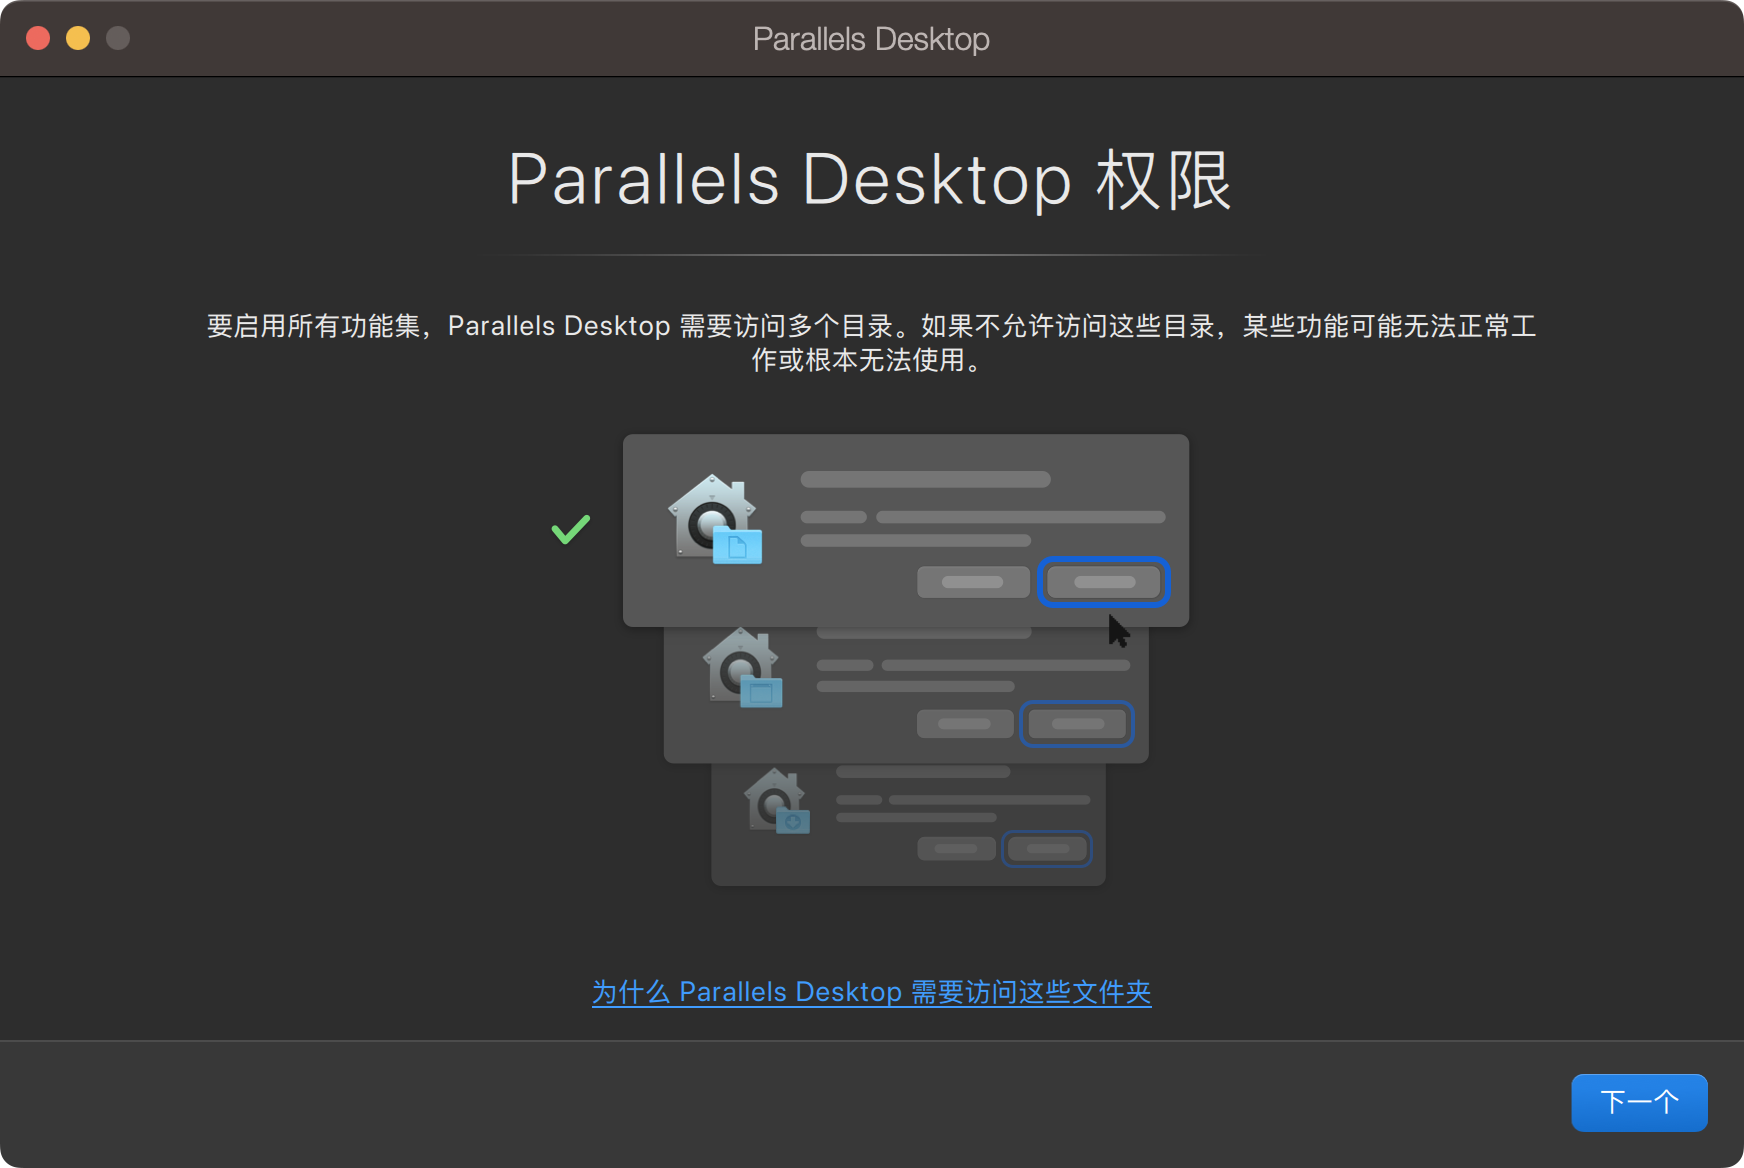 Parallels Desktop
Parallels Desktop 权限
要启用所有功能集，Parallels Desktop 需要访问多个目录。如果不允许访问这些目录，某些功能可能无法正常工
作或根本无法使用。
为什么 Parallels Desktop 需要访问这些文件夹
下一个